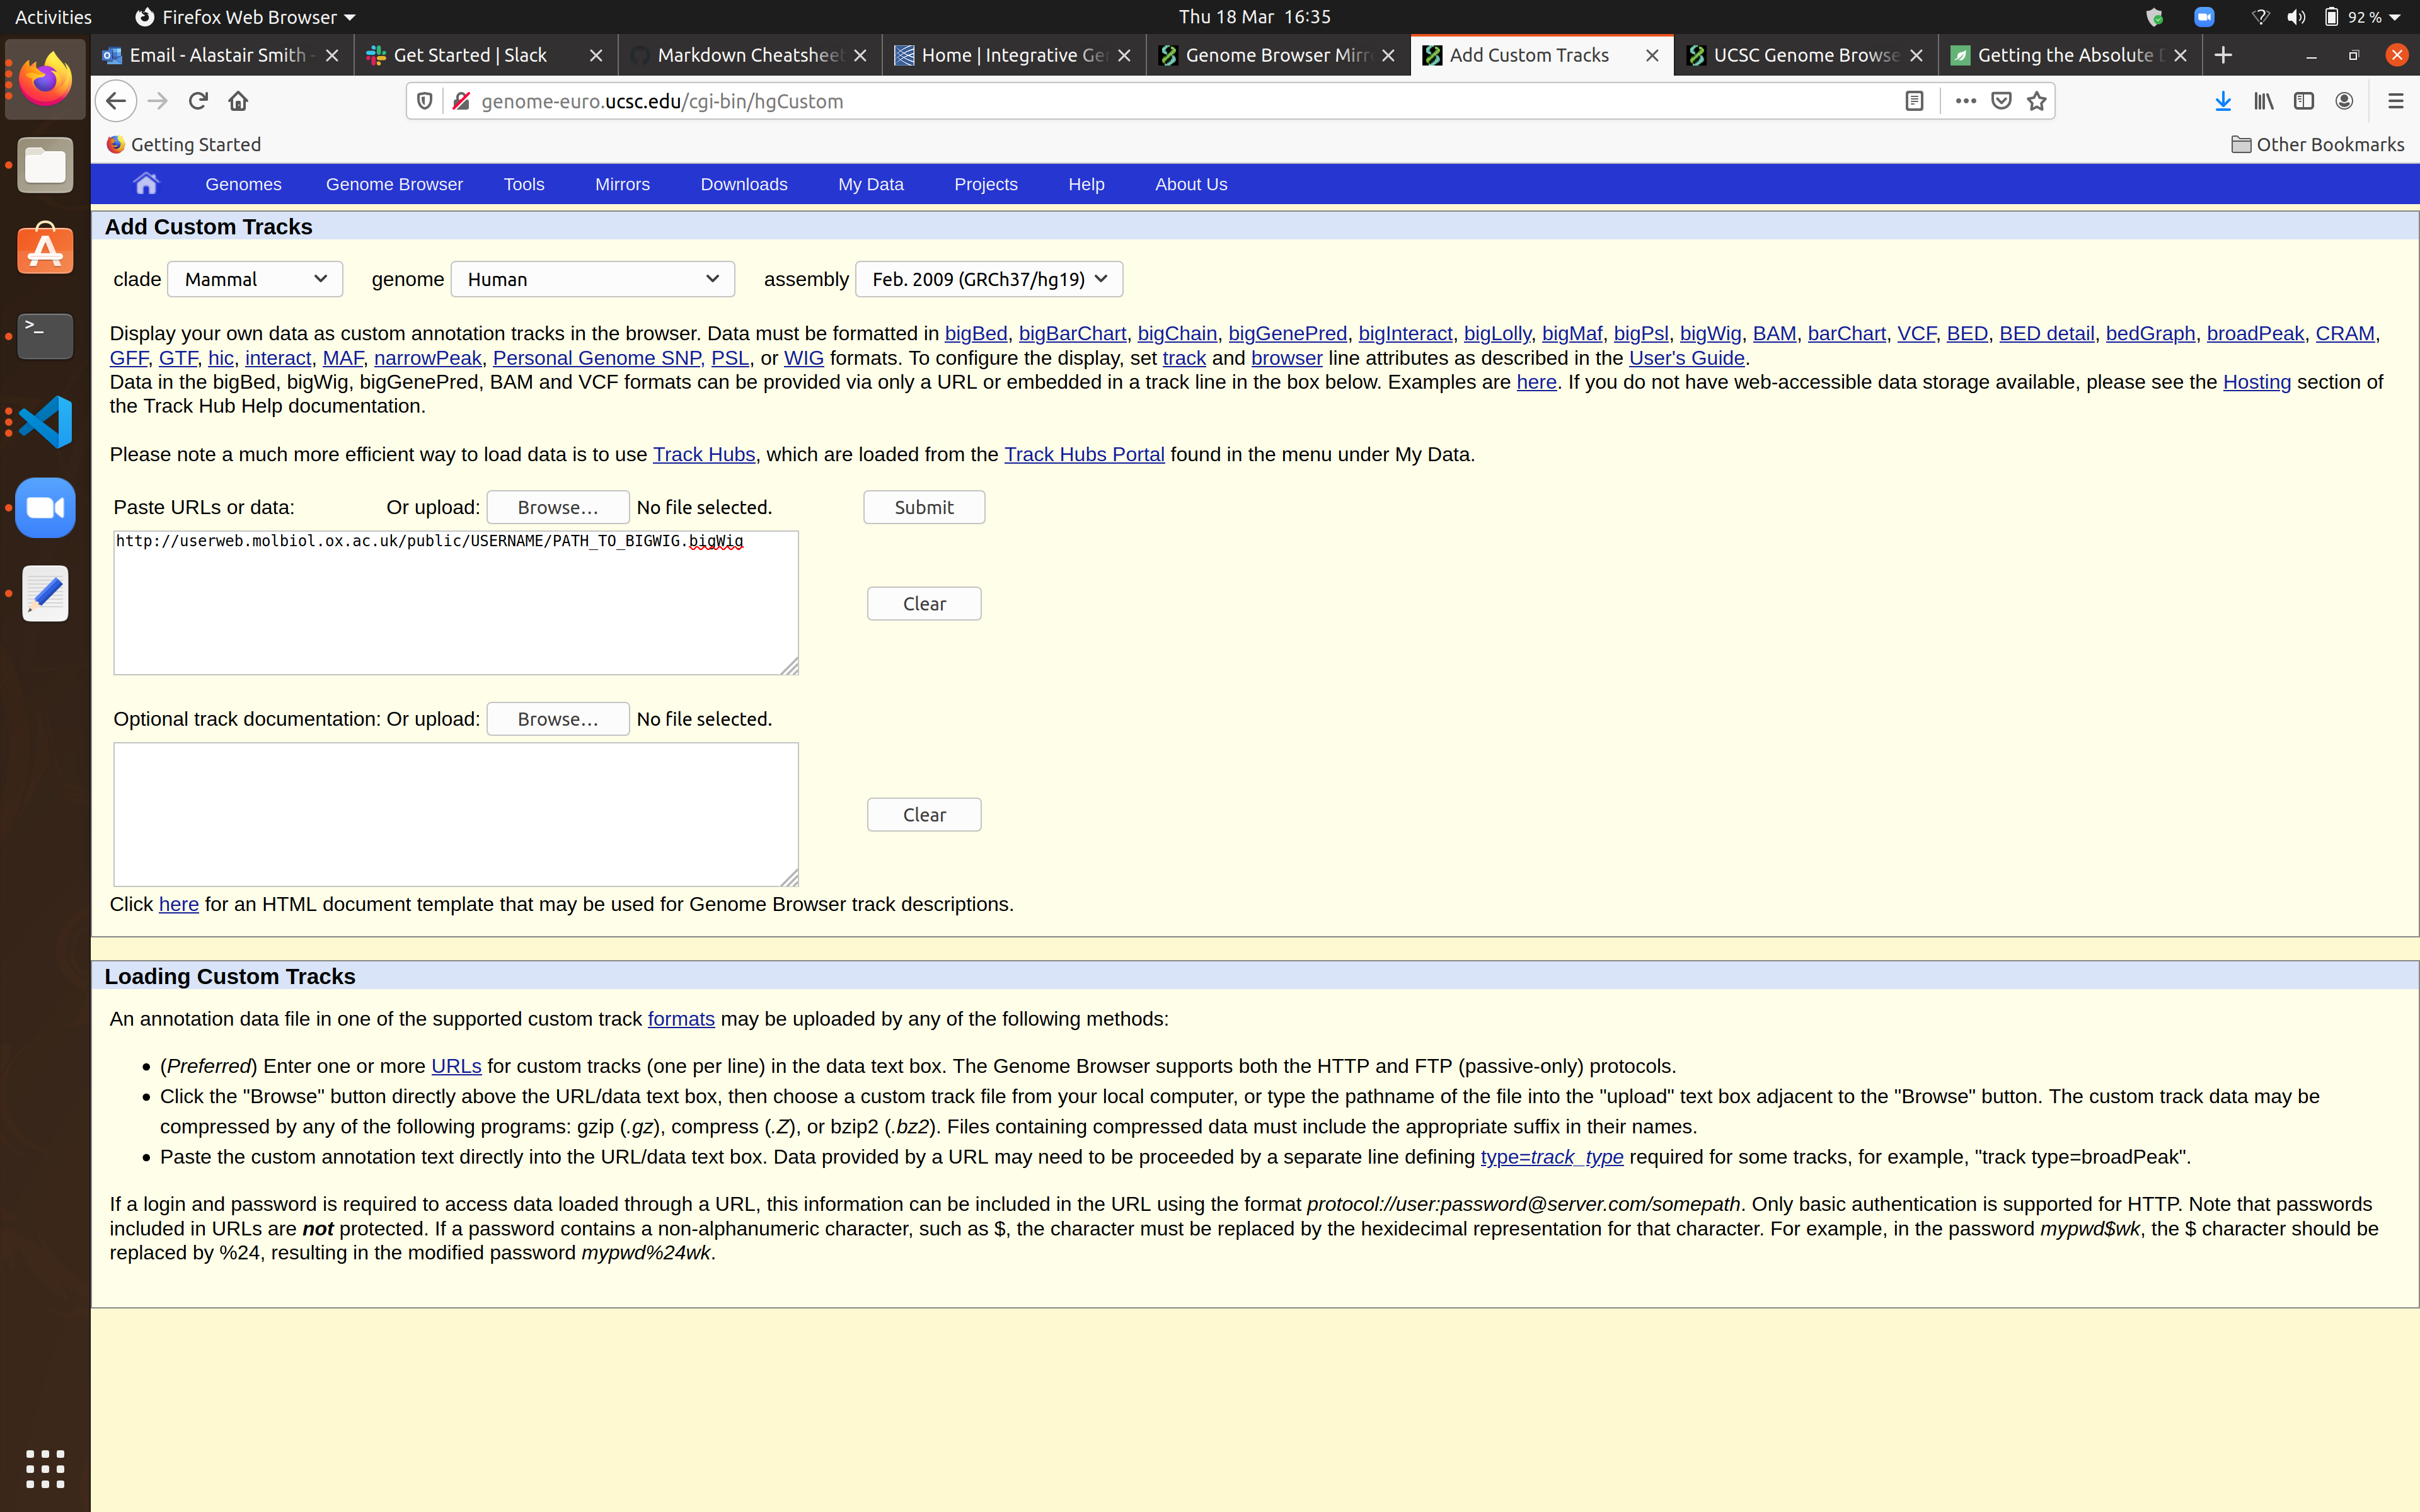 Activities Firefox Web Browser Thu 18 Mar 16:35 92 %
Email - Alastair Smith - Get Started | Slack Markdown Cheatsheet Home | Integrative Ge Genome Browser Mirr Add Custom Tracks UCSC Genome Browse Getting the Absolute
genome-euro.ucsc.edu/cgi-bin/hgCustom
Getting Started Other Bookmarks
Genomes Genome Browser Tools Mirrors Downloads My Data Projects Help About Us
Add Custom Tracks
clade Mammal genome Human assembly Feb. 2009 (GRCh37/hg19)
Display your own data as custom annotation tracks in the browser. Data must be formatted in bigBed, bigBarChart, bigChain, bigGenePred, bigInteract, bigLolly, bigMaf, bigPsl, bigWig, BAM, barChart, VCF, BED, BED detail, bedGraph, broadPeak, CRAM,
GFF, GTF, hic, interact, MAF, narrowPeak, Personal Genome SNP, PSL, or WIG formats. To configure the display, set track and browser line attributes as described in the User's Guide.
Data in the bigBed, bigWig, bigGenePred, BAM and VCF formats can be provided via only a URL or embedded in a track line in the box below. Examples are here. If you do not have web-accessible data storage available, please see the Hosting section of
the Track Hub Help documentation.
Please note a much more efficient way to load data is to use Track Hubs, which are loaded from the Track Hubs Portal found in the menu under My Data.
Paste URLs or data: Or upload: Browse... No file selected. Submit
http://userweb.molbiol.ox.ac.uk/public/USERNAME/PATH_TO_BIGWIG.bigWig
Clear
Optional track documentation: Or upload: Browse... No file selected.
Clear
Click here for an HTML document template that may be used for Genome Browser track descriptions.
Loading Custom Tracks
An annotation data file in one of the supported custom track formats may be uploaded by any of the following methods:
• (Preferred) Enter one or more URLs for custom tracks (one per line) in the data text box. The Genome Browser supports both the HTTP and FTP (passive-only) protocols.
• Click the "Browse" button directly above the URL/data text box, then choose a custom track file from your local computer, or type the pathname of the file into the "upload" text box adjacent to the "Browse" button. The custom track data may be
compressed by any of the following programs: gzip (.gz), compress (.Z), or bzip2 (.bz2). Files containing compressed data must include the appropriate suffix in their names.
• Paste the custom annotation text directly into the URL/data text box. Data provided by a URL may need to be proceeded by a separate line defining type=track_type required for some tracks, for example, "track type=broadPeak".
If a login and password is required to access data loaded through a URL, this information can be included in the URL using the format protocol://user:password@server.com/somepath. Only basic authentication is supported for HTTP. Note that passwords
included in URLs are not protected. If a password contains a non-alphanumeric character, such as $, the character must be replaced by the hexidecimal representation for that character. For example, in the password mypwd$wk, the $ character should be
replaced by %24, resulting in the modified password mypwd%24wk.